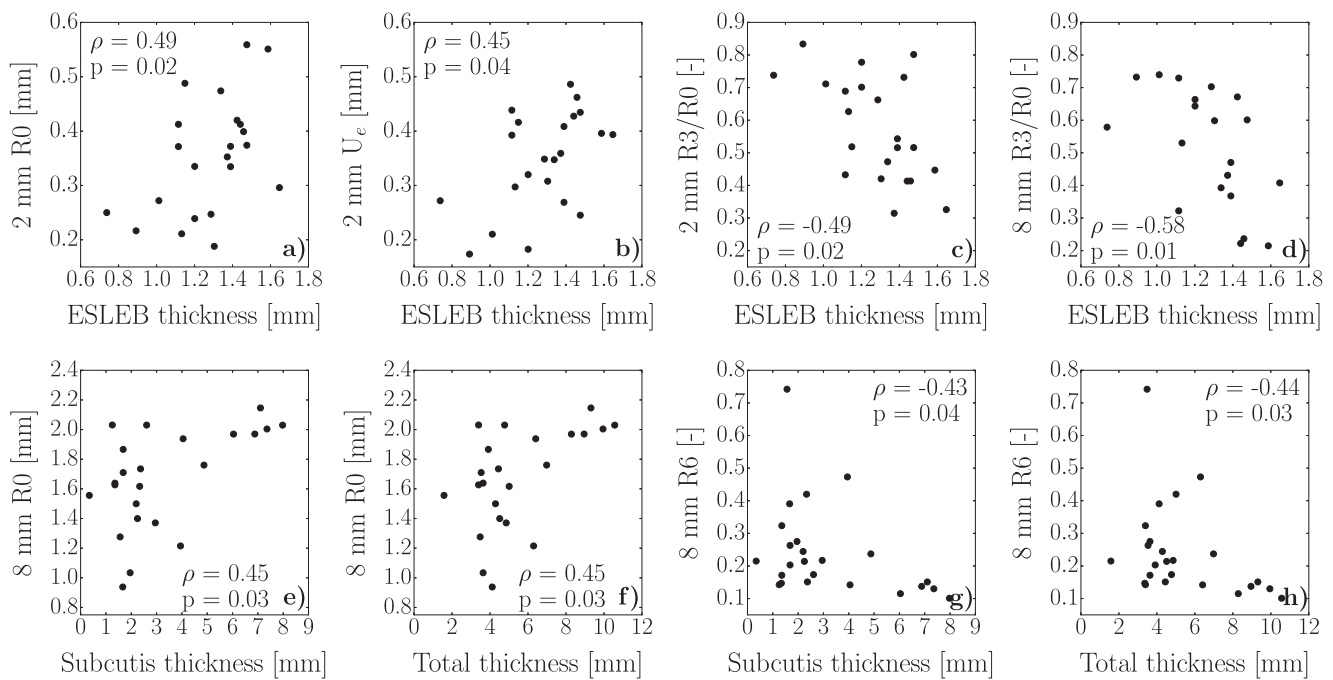 0.6
0.5
0.4
0.3
0.2
2 mm R0 [mm]
ρ = 0.49
p = 0.02
a)
0.6 0.8 1.0 1.2 1.4 1.6 1.8
ESLEB thickness [mm]
0.6
0.5
0.4
0.3
0.2
2 mm Ue [mm]
ρ = 0.45
p = 0.04
b)
0.6 0.8 1.0 1.2 1.4 1.6 1.8
ESLEB thickness [mm]
0.9
0.8
0.7
0.6
0.5
0.4
0.3
0.2
2 mm R3/R0 [-]
ρ = -0.49
p = 0.02
c)
0.6 0.8 1.0 1.2 1.4 1.6 1.8
ESLEB thickness [mm]
0.9
0.8
0.7
0.6
0.5
0.4
0.3
0.2
8 mm R3/R0 [-]
ρ = -0.58
p = 0.01
d)
0.6 0.8 1.0 1.2 1.4 1.6 1.8
ESLEB thickness [mm]
2.4
2.2
2.0
1.8
1.6
1.4
1.2
1.0
0.8
8 mm R0 [mm]
ρ = 0.45
p = 0.03
e)
0 1 2 3 4 5 6 7 8 9
Subcutis thickness [mm]
2.4
2.2
2.0
1.8
1.6
1.4
1.2
1.0
0.8
8 mm R0 [mm]
ρ = 0.45
p = 0.03
f)
0 2 4 6 8 10 12
Total thickness [mm]
0.8
0.7
0.6
0.5
0.4
0.3
0.2
0.1
8 mm R6 [-]
ρ = -0.43
p = 0.04
g)
0 1 2 3 4 5 6 7 8 9
Subcutis thickness [mm]
0.8
0.7
0.6
0.5
0.4
0.3
0.2
0.1
8 mm R6 [-]
ρ = -0.44
p = 0.03
h)
0 2 4 6 8 10 12
Total thickness [mm]